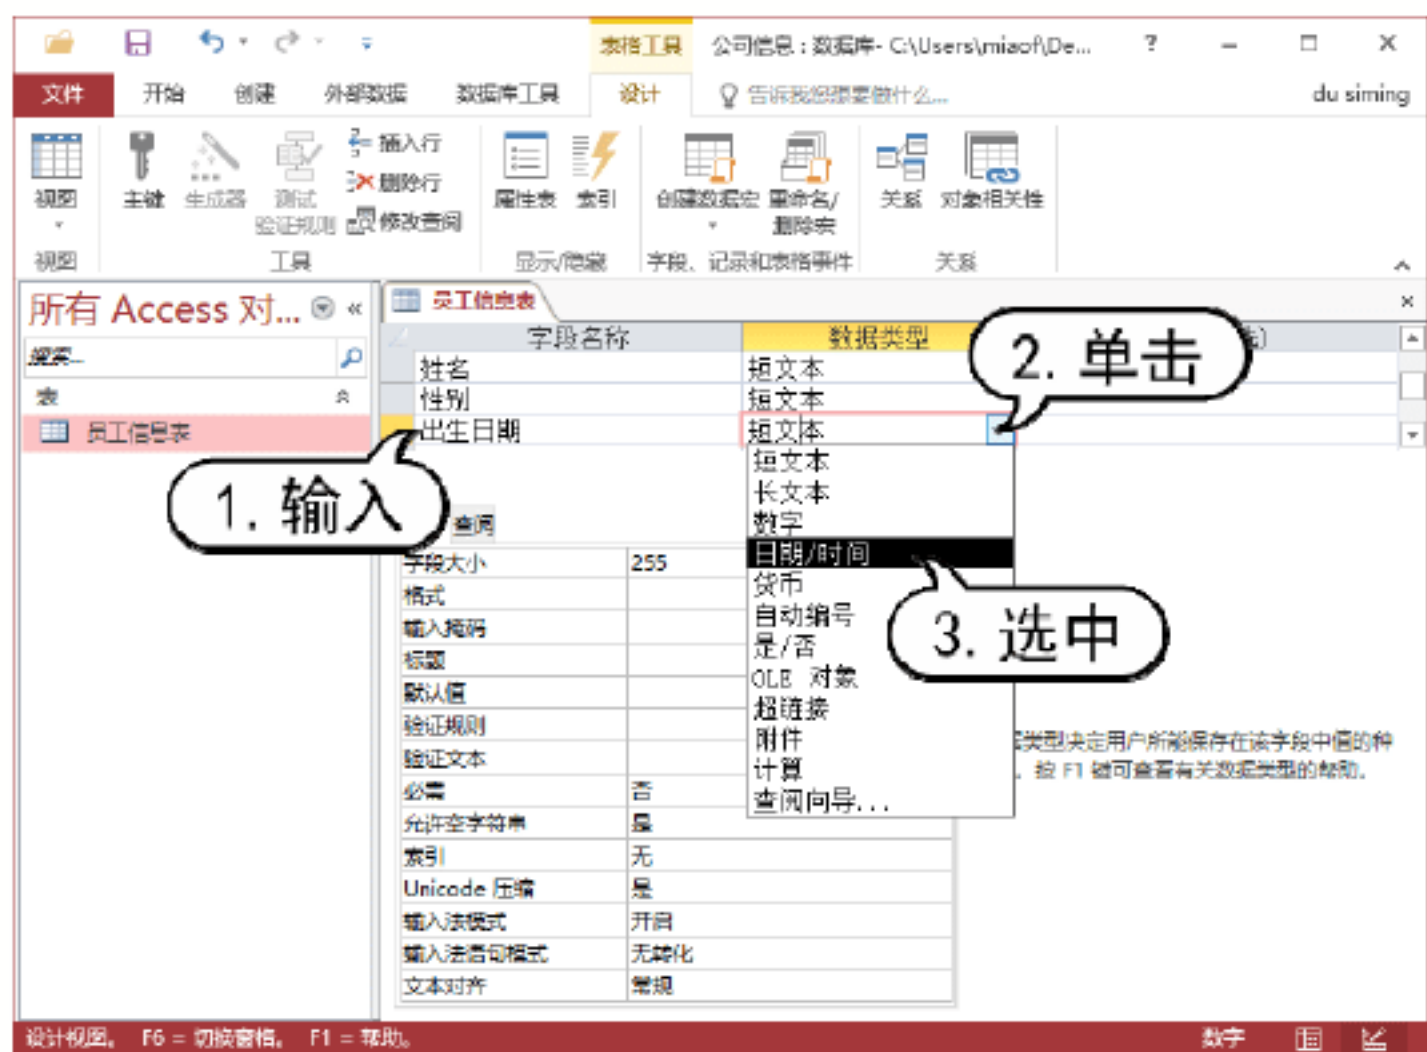 表格工具 公司信息：数据库- C:\Users\miaof\De... ?
文件 开始 创建 外部数据 数据库工具 设计 告诉我您想要做什么... du siming
视图 主键 生成器 测试验证规则 插入行 删除行 修改查阅 属性表 索引 创建数据宏 重命名/删除宏 关系 对象相关性
视图 工具 显示/隐藏 字段、记录和表格事件 关系
所有 Access 对... «
搜索...
表
员工信息表
员工信息表
字段名称 数据类型
姓名 短文本
性别 短文本
出生日期 短文本
2. 单击
1. 输入
短文本
长文本
数字
日期/时间
货币
自动编号
是/否
OLE 对象
超链接
附件
计算
查阅向导...
3. 选中
查阅
字段大小 255
格式
输入掩码
标题
默认值
验证规则
验证文本
必需 否
允许空字符串 是
索引 无
Unicode 压缩 是
输入法模式 开启
输入法语句模式 无转化
文本对齐 常规
类型决定用户所能保存在该字段中值的种
。按 F1 键可查看有关数据类型的帮助。
设计视图。 F6 = 切换窗格。 F1 = 帮助。 数字